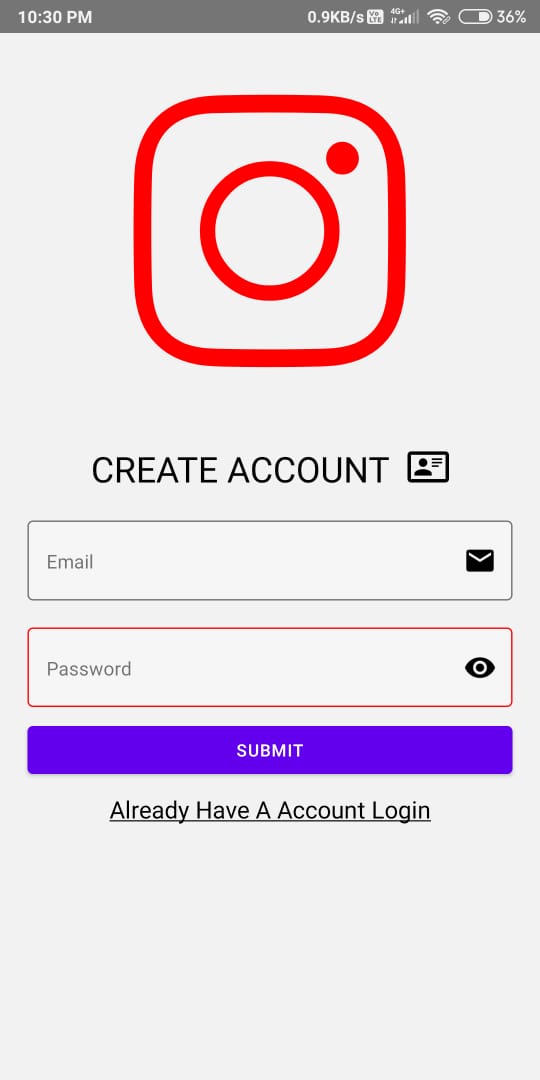 10:30 PM 0.9KB/s Vo LTE 4G+ 36%
CREATE ACCOUNT
Email
Password
SUBMIT
Already Have A Account Login